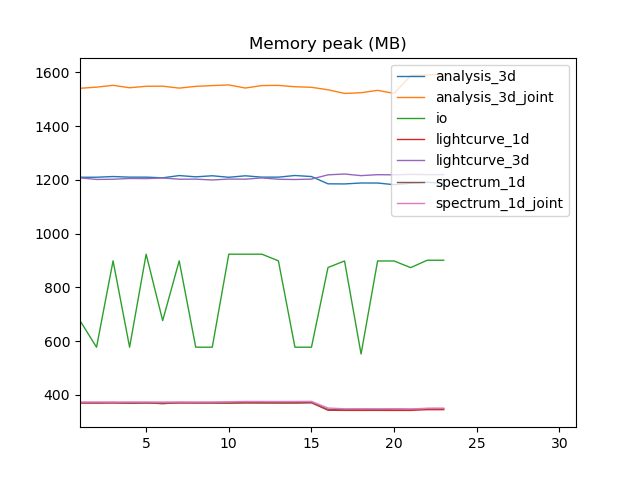 Memory peak (MB)
1600
1400
1200
1000
800
600
400
5
10
15
20
25
30
analysis_3d
analysis_3d_joint
io
lightcurve_1d
lightcurve_3d
spectrum_1d
spectrum_1d_joint